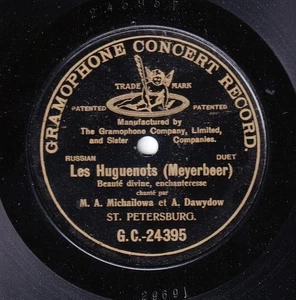 GRAMOPHONE CONCERT RECORD.
TRADE MARK
PATENTED PATENTED
Manufactured by
The Gramophone Company, Limited,
and Sister Companies.
RUSSIAN DUET
Les Huguenots (Meyerbeer)
Beauté divine, enchanteresse
chanté par
M. A. Michailowa et A. Dawydow
ST. PETERSBURG.
G.C.-24395